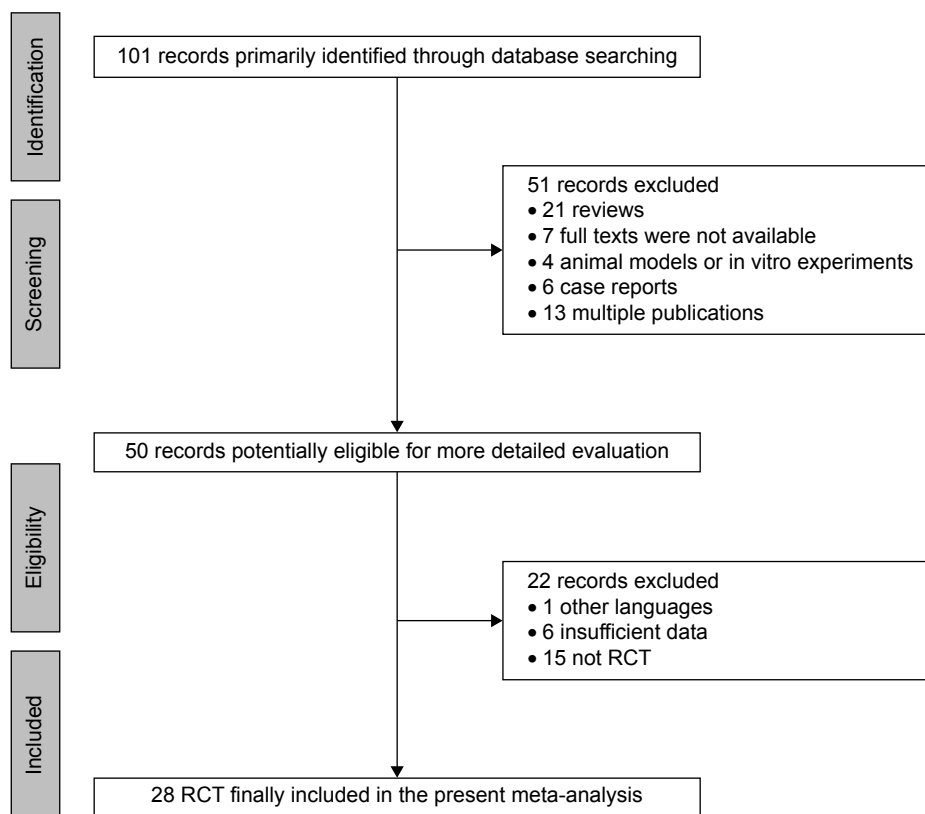 Identification
101 records primarily identified through database searching
Screening
51 records excluded
• 21 reviews
• 7 full texts were not available
• 4 animal models or in vitro experiments
• 6 case reports
• 13 multiple publications
50 records potentially eligible for more detailed evaluation
Eligibility
22 records excluded
• 1 other languages
• 6 insufficient data
• 15 not RCT
Included
28 RCT finally included in the present meta-analysis